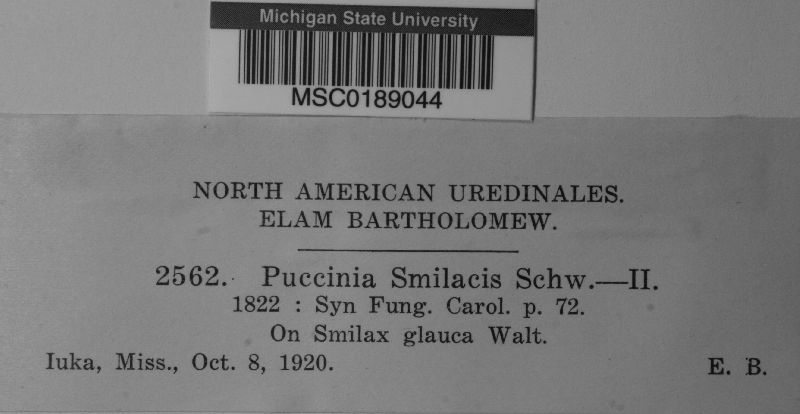 Michigan State University
MSC0189044
NORTH AMERICAN UREDINALES.
ELAM BARTHOLOMEW.
2562. Puccinia Smilacis Schw.—II.
1822 : Syn Fung. Carol. p. 72.
On Smilax glauca Walt.
Iuka, Miss., Oct. 8, 1920. E. B.